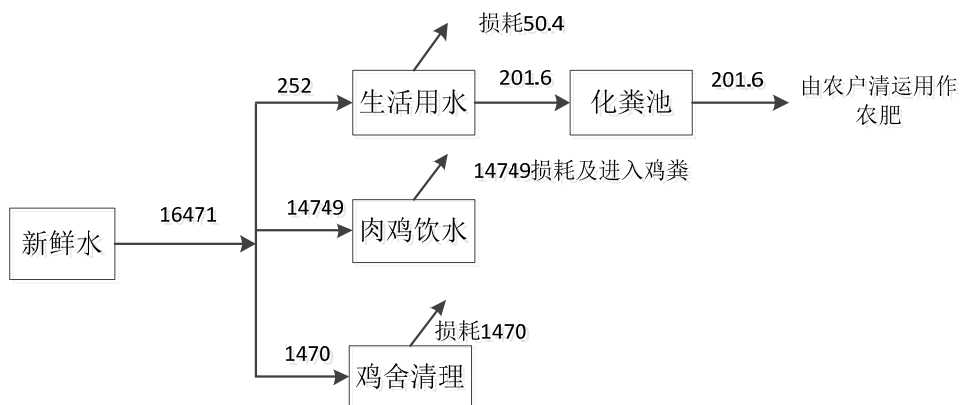 损耗50.4
252
生活用水
201.6
化粪池
201.6
由农户清运用作
农肥
14749损耗及进入鸡粪
新鲜水
16471
14749
肉鸡饮水
损耗1470
1470
鸡舍清理